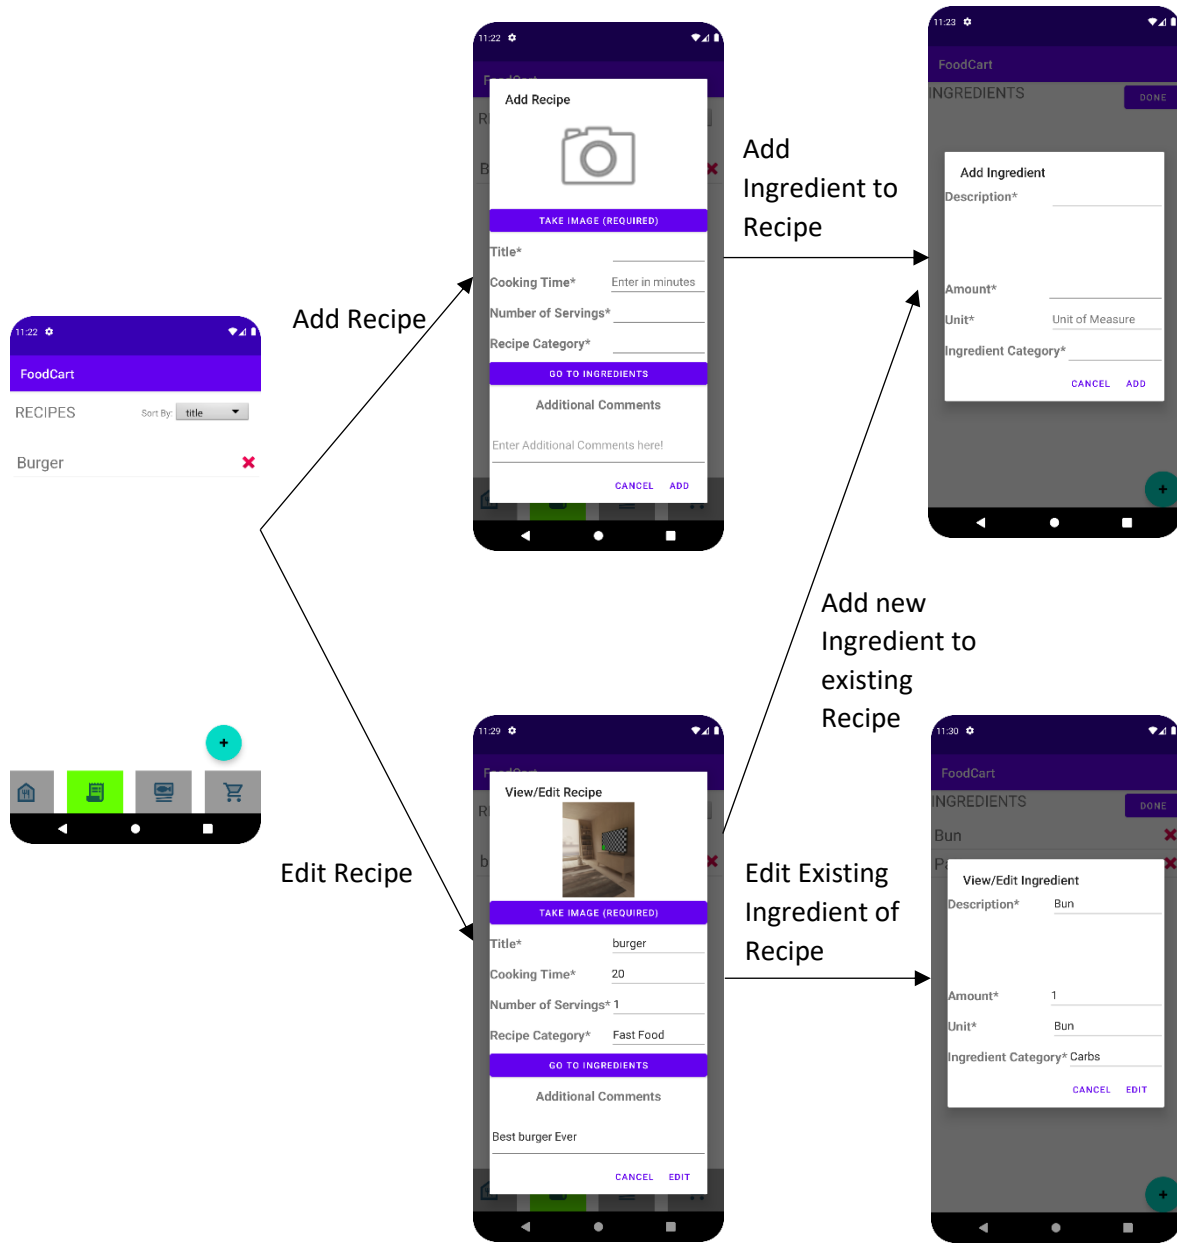 11:22
FoodCart
RECIPES
Sort By: title
Burger
Add Recipe
Edit Recipe
11:22
FoodCart
Add Recipe
TAKE IMAGE (REQUIRED)
Title*
Cooking Time* Enter in minutes
Number of Servings*
Recipe Category*
GO TO INGREDIENTS
Additional Comments
Enter Additional Comments here!
CANCEL ADD
Add
Ingredient to
Recipe
11:23
FoodCart
INGREDIENTS
DONE
Add Ingredient
Description*
Amount*
Unit* Unit of Measure
Ingredient Category*
CANCEL ADD
Add new
Ingredient to
existing
Recipe
11:29
View/Edit Recipe
TAKE IMAGE (REQUIRED)
Title* burger
Cooking Time* 20
Number of Servings* 1
Recipe Category* Fast Food
GO TO INGREDIENTS
Additional Comments
Best burger Ever
CANCEL EDIT
Edit Existing
Ingredient of
Recipe
11:30
FoodCart
INGREDIENTS
DONE
Bun
View/Edit Ingredient
Description* Bun
Amount* 1
Unit* Bun
Ingredient Category* Carbs
CANCEL EDIT